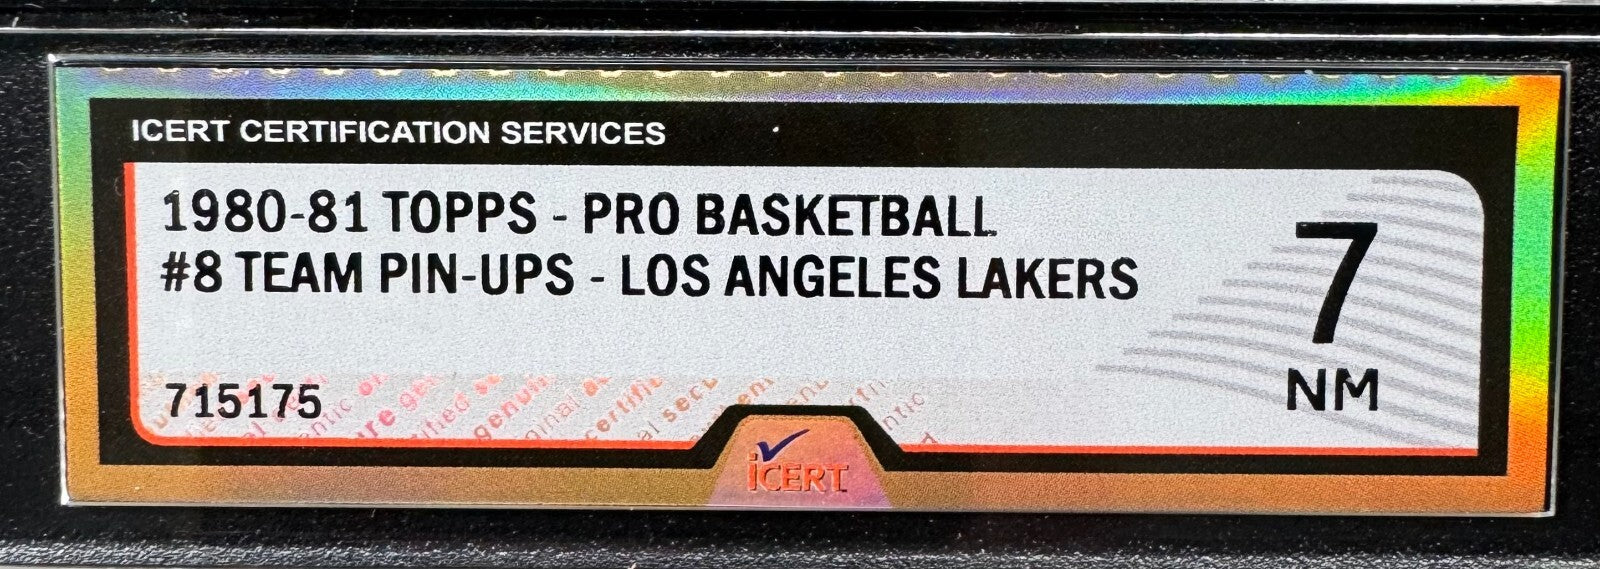 ICERT CERTIFICATION SERVICES
1980-81 TOPPS - PRO BASKETBALL
#8 TEAM PIN-UPS - LOS ANGELES LAKERS
7
NM
715175
iCERT